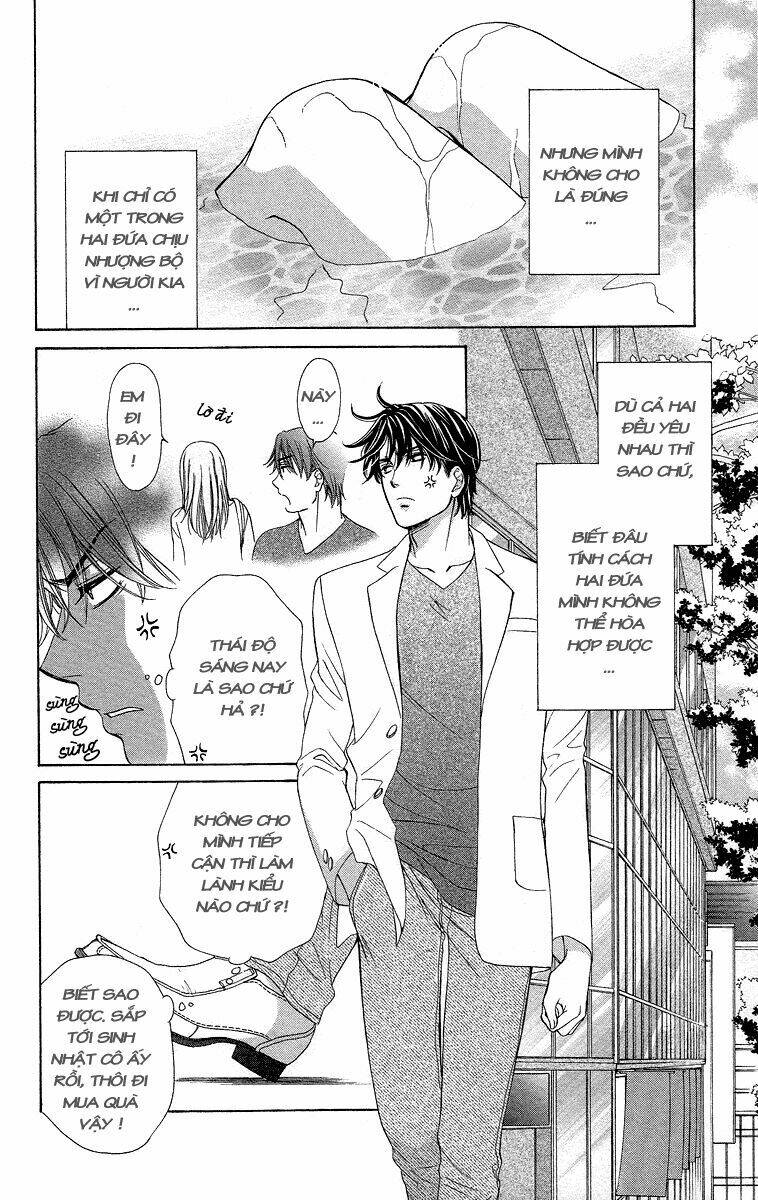 NHƯNG MÌNH
KHÔNG CHO
LÀ ĐÚNG
...
KHI CHỈ CÓ
MỘT TRONG
HAI ĐỨA CHỊU
NHƯỢNG BỘ
VÌ NGƯỜI KIA
...
DÙ CẢ HAI
ĐỀU YÊU
NHAU THÌ
SAO CHỨ,
BIẾT ĐÂU
TÍNH CÁCH
HAI ĐỨA
MÌNH KHÔNG
THỂ HÒA
HỢP ĐƯỢC
...
NÀY
...
lờ đi
EM
ĐI
ĐÂY !
THÁI ĐỘ
SÁNG NAY
LÀ SAO CHỨ
HẢ ?!
sừng
sừng
sừng
KHÔNG CHO
MÌNH TIẾP
CẬN THÌ LÀM
LÀNH KIỂU
NÀO CHỨ ?!
BIẾT SAO
ĐƯỢC. SẮP
TỚI SINH
NHẬT CÔ ẤY
RỒI, THÔI ĐI
MUA QUÀ
VẬY !